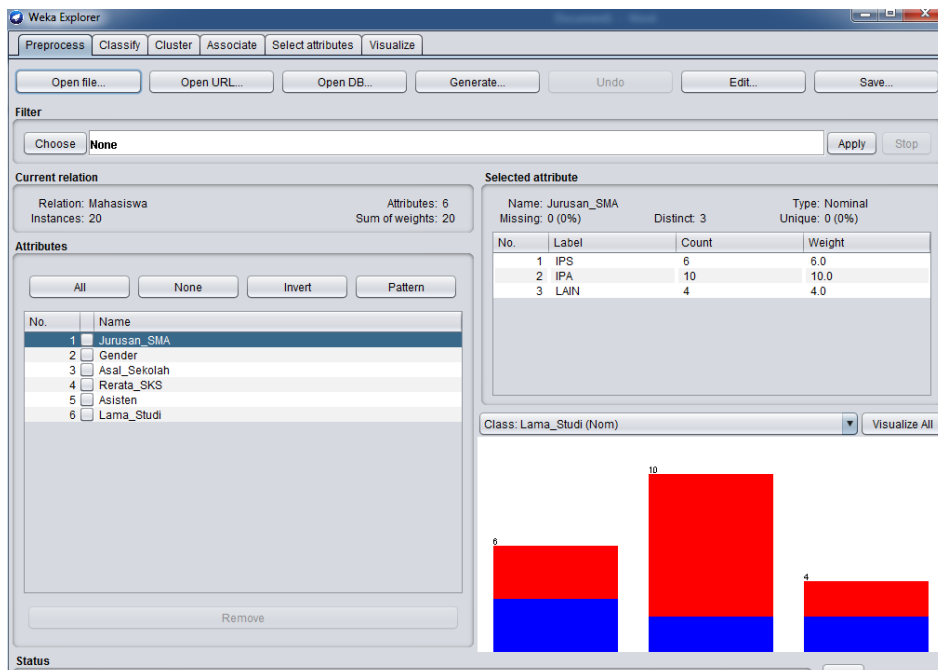 Weka Explorer
Preprocess Classify Cluster Associate Select attributes Visualize
Open file... Open URL... Open DB... Generate... Undo Edit... Save...
Filter
Choose None Apply Stop
Current relation
Relation: Mahasiswa Attributes: 6
Instances: 20 Sum of weights: 20
Attributes
All None Invert Pattern
No. Name
1 Jurusan_SMA
2 Gender
3 Asal_Sekolah
4 Rerata_SKS
5 Asisten
6 Lama_Studi
Remove
Selected attribute
Name: Jurusan_SMA Type: Nominal
Missing: 0 (0%) Distinct: 3 Unique: 0 (0%)
No. Label Count Weight
1 IPS 6 6.0
2 IPA 10 10.0
3 LAIN 4 4.0
Class: Lama_Studi (Nom) Visualize All
6
10
4
Status